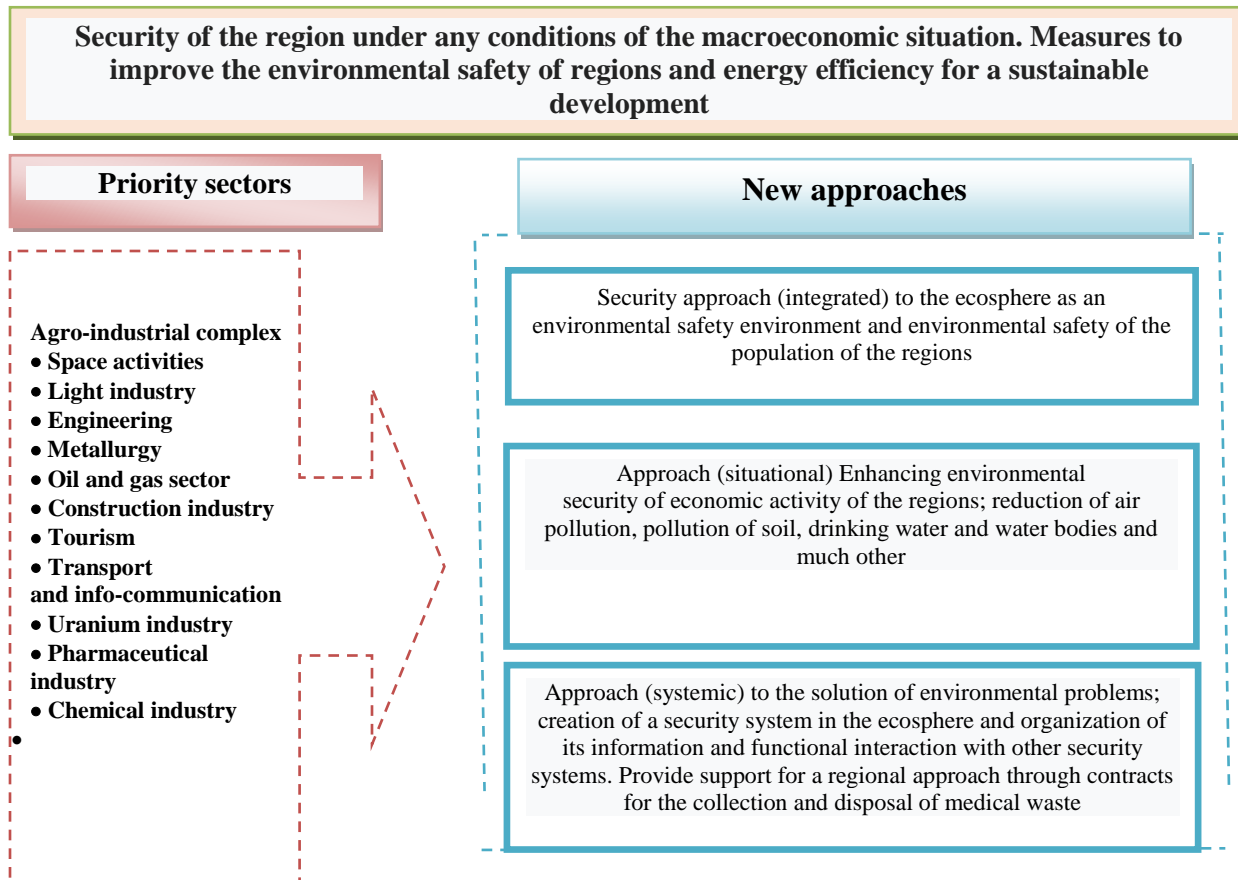 Security of the region under any conditions of the macroeconomic situation. Measures to
improve the environmental safety of regions and energy efficiency for a sustainable
development
Priority sectors
New approaches
Agro-industrial complex
• Space activities
• Light industry
• Engineering
• Metallurgy
• Oil and gas sector
• Construction industry
• Tourism
• Transport
and info-communication
• Uranium industry
• Pharmaceutical
industry
• Chemical industry
•
Security approach (integrated) to the ecosphere as an
environmental safety environment and environmental safety of the
population of the regions
Approach (situational) Enhancing environmental
security of economic activity of the regions; reduction of air
pollution, pollution of soil, drinking water and water bodies and
much other
Approach (systemic) to the solution of environmental problems;
creation of a security system in the ecosphere and organization of
its information and functional interaction with other security
systems. Provide support for a regional approach through contracts
for the collection and disposal of medical waste